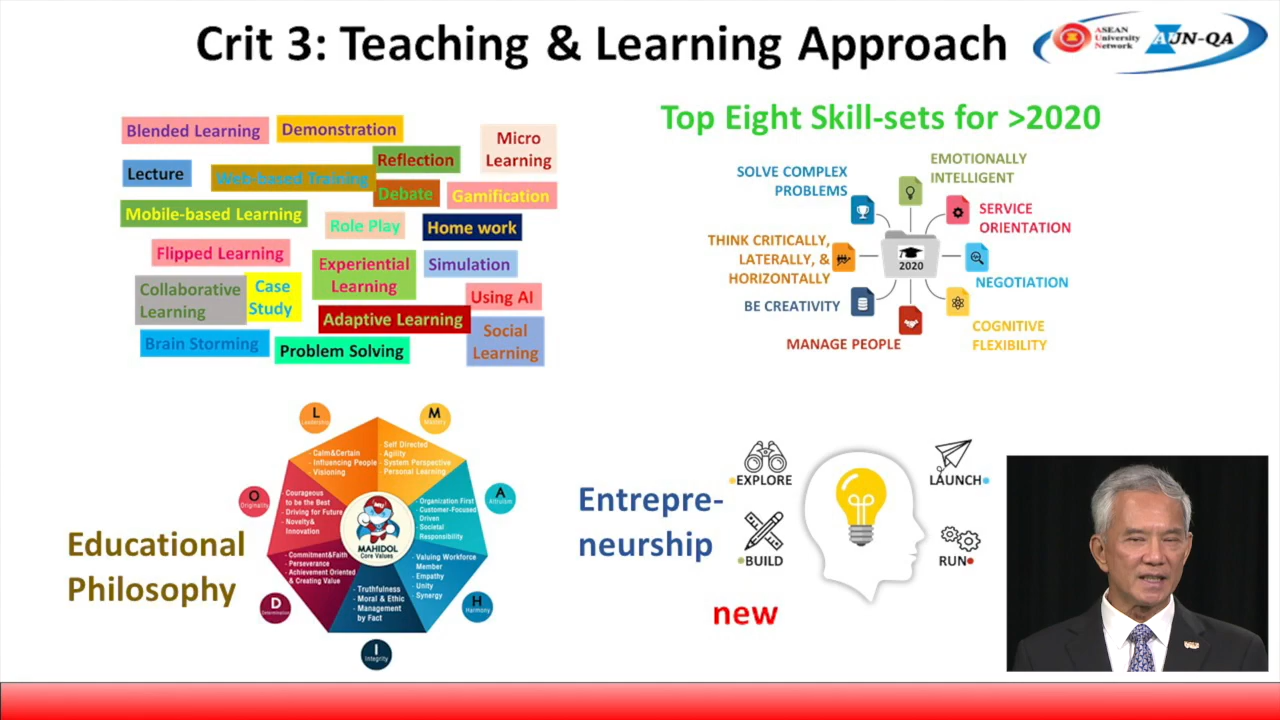 Crit 3: Teaching & Learning Approach
ASEAN
University
Network
AUN-QA
Blended Learning
Demonstration
Micro
Learning
Reflection
Lecture
Web-based Training
Debate
Gamification
Mobile-based Learning
Role Play
Home work
Flipped Learning
Experiential
Learning
Simulation
Collaborative
Learning
Case
Study
Using AI
Adaptive Learning
Social
Learning
Brain Storming
Problem Solving
Top Eight Skill-sets for >2020
SOLVE COMPLEX
PROBLEMS
EMOTIONALLY
INTELLIGENT
SERVICE
ORIENTATION
THINK CRITICALLY,
LATERALLY, &
HORIZONTALLY
2020
NEGOTIATION
BE CREATIVITY
COGNITIVE
FLEXIBILITY
MANAGE PEOPLE
Educational
Philosophy
L
Leadership
M
Mastery
- Calm&Certain
- Influencing People
- Visioning
- Self Directed
- Agility
- System Perspective
- Personal Learning
O
Originality
- Courageous
to be the Best
- Driving for Future
- Novelty&
Innovation
A
Altruism
- Organization First
- Customer-Focused
Driven
- Societal
Responsibility
MAHIDOL
Core Values
- Commitment&Faith
- Perseverance
- Achievement Oriented
& Creating Value
- Valuing Workforce
Member
- Empathy
- Unity
- Synergy
- Truthfulness
- Moral & Ethic
- Management
by Fact
D
Determination
H
Harmony
I
Integrity
Entrepre-
neurship
new
EXPLORE
LAUNCH
BUILD
RUN